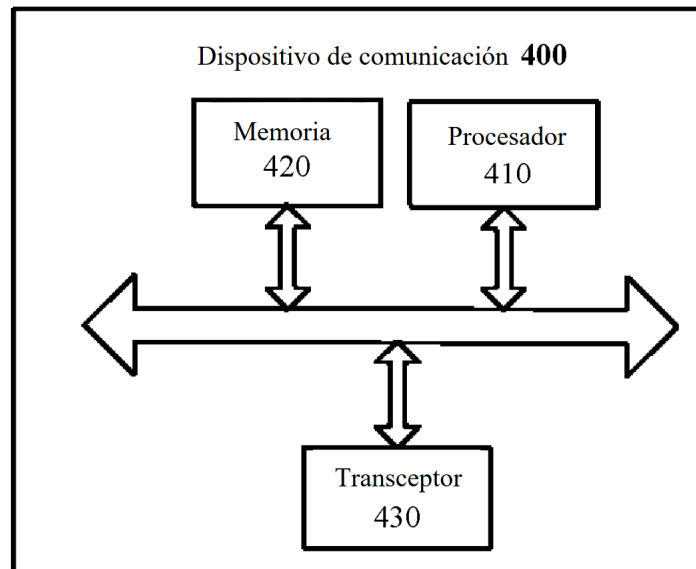 Dispositivo de comunicación 400
Memoria
420
Procesador
410
Transceptor
430